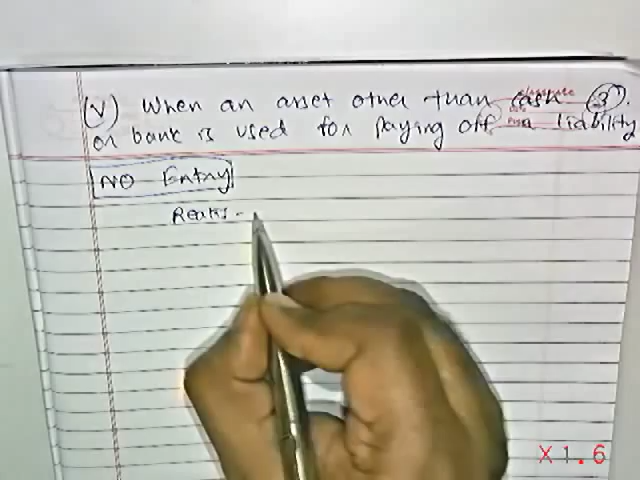 (V) When an asset other than cash (3).
or bank is used for paying off a liability
NO Entry
X1.6